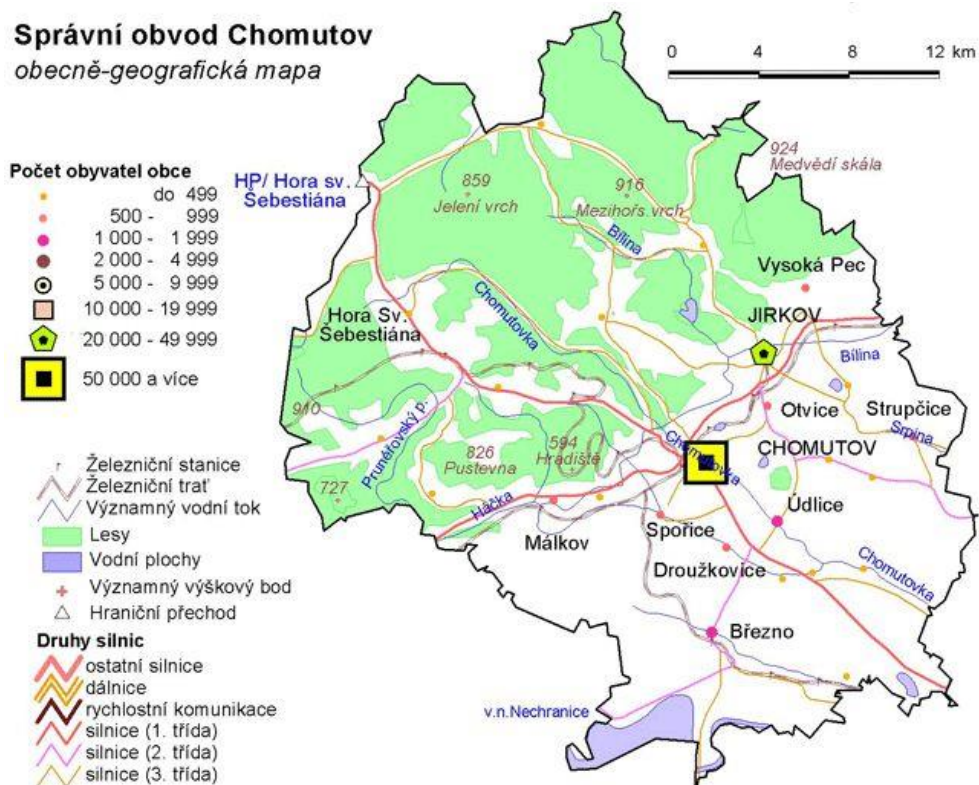 Správní obvod Chomutov
obecně-geografická mapa
0 4 8 12 km
Počet obyvatel obce
do 499
500 - 999
1 000 - 1 999
2 000 - 4 999
5 000 - 9 999
10 000 - 19 999
20 000 - 49 999
50 000 a více
Železniční stanice
Železniční trať
Významný vodní tok
Lesy
Vodní plochy
Významný výškový bod
Hraniční přechod
Druhy silnic
ostatní silnice
dálnice
rychlostní komunikace
silnice (1. třída)
silnice (2. třída)
silnice (3. třída)
924
Medvědí skála
HP/ Hora sv.
Šebestiána
859
Jelení vrch
916
Mezihořs.vrch
Bílina
Vysoká Pec
Chomutovka
Hora Sv.
Šebestiána
JIRKOV
Bílina
910
Prunéřovský p.
Otvice
Strupčice
Srpina
826
Pustevna
594
Hradiště
Chomutovka
CHOMUTOV
727
Háčka
Údlice
Málkov
Spořice
Droužkovice
Chomutovka
Březno
v.n.Nechranice